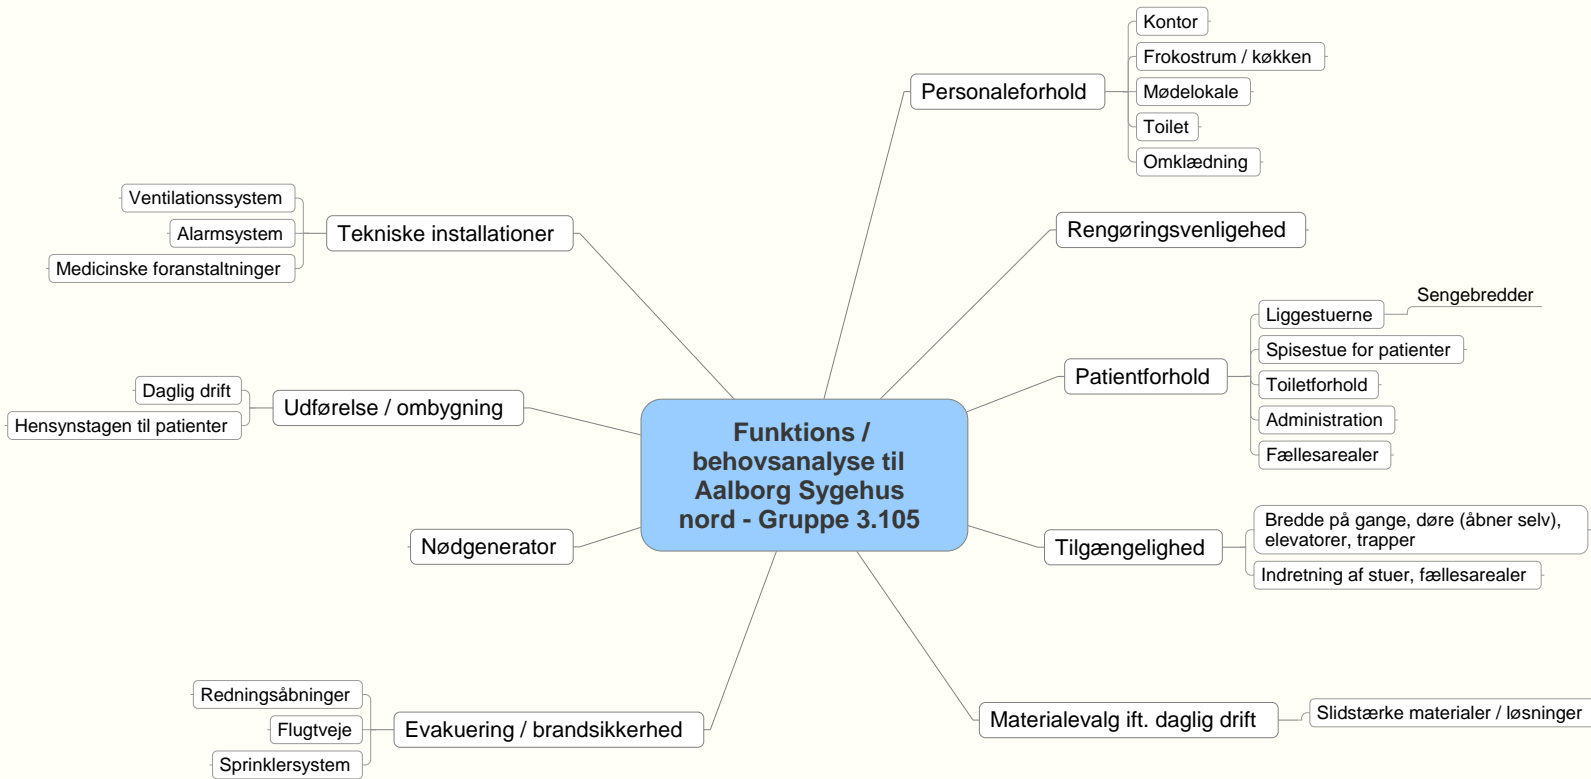 Funktions /
behovsanalyse til
Aalborg Sygehus
nord - Gruppe 3.105
Personaleforhold
Kontor
Frokostrum / køkken
Mødelokale
Toilet
Omklædning
Rengøringsvenligehed
Patientforhold
Liggestuerne
Sengebredder
Spisestue for patienter
Toiletforhold
Administration
Fællesarealer
Tilgængelighed
Bredde på gange, døre (åbner selv),
elevatorer, trapper
Indretning af stuer, fællesarealer
Materialevalg ift. daglig drift
Slidstærke materialer / løsninger
Evakuering / brandsikkerhed
Redningsåbninger
Flugtveje
Sprinklersystem
Nødgenerator
Udførelse / ombygning
Daglig drift
Hensynstagen til patienter
Tekniske installationer
Ventilationssystem
Alarmsystem
Medicinske foranstaltninger